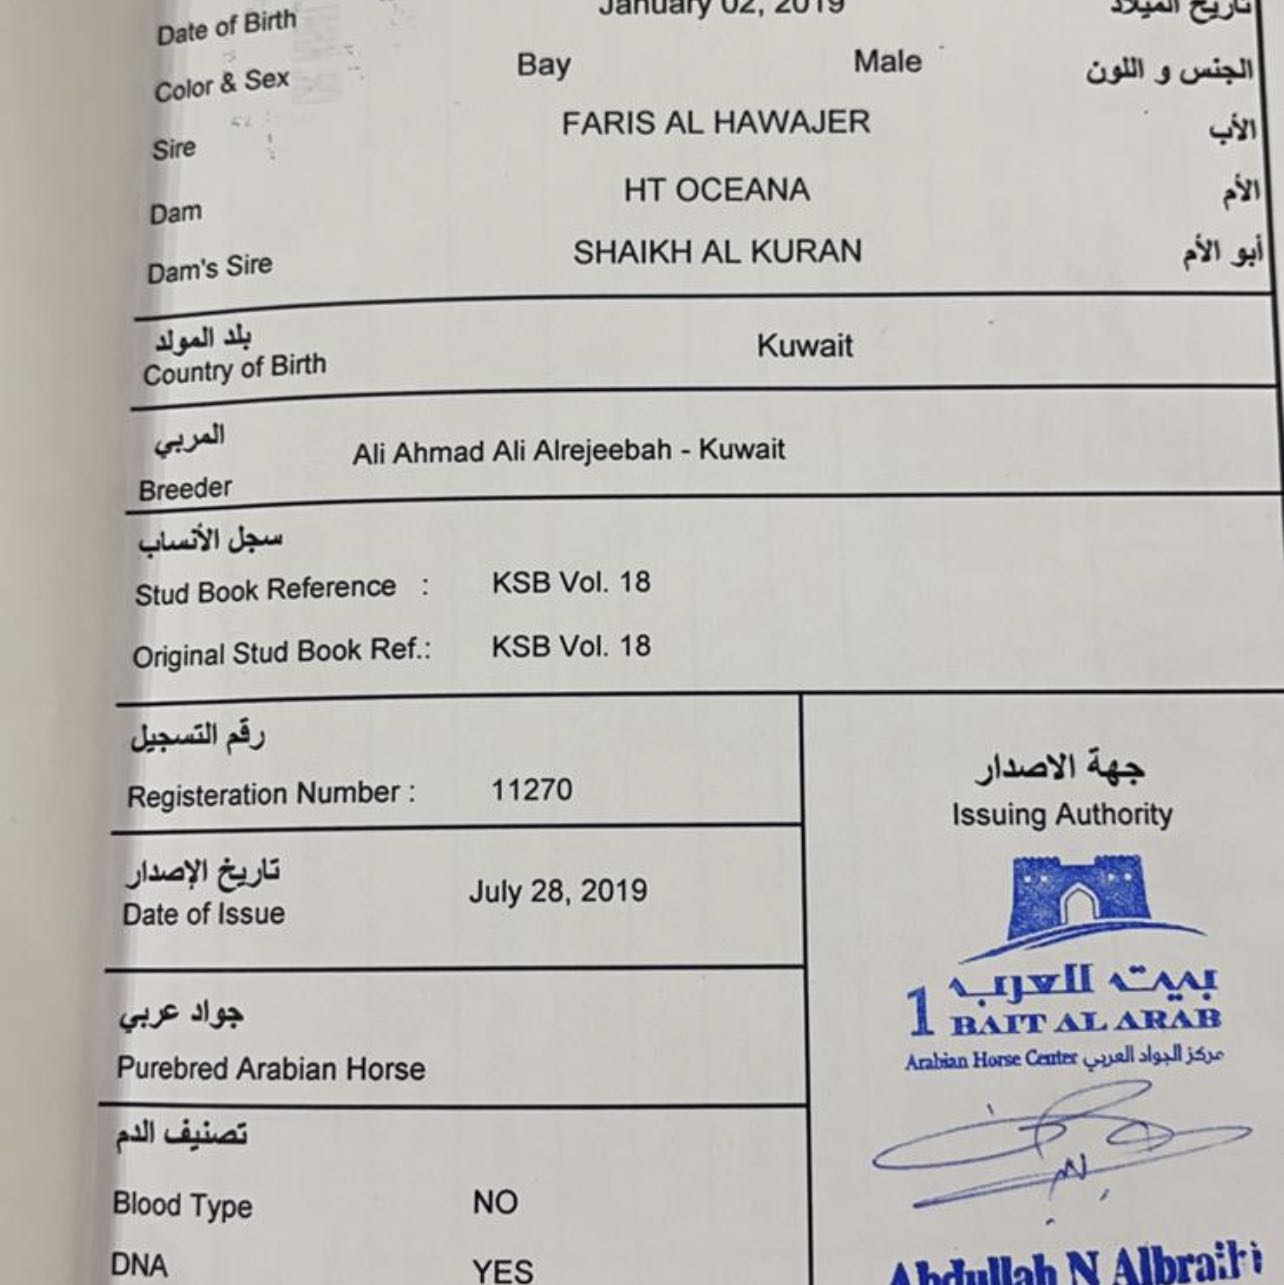 Date of Birth January 02, 2019 تاريخ الميلاد
Color & Sex Bay Male الجنس و اللون
Sire FARIS AL HAWAJER الأب
Dam HT OCEANA الأم
Dam's Sire SHAIKH AL KURAN أبو الأم
بلد المولد
Country of Birth Kuwait
المربي
Ali Ahmad Ali Alrejeebah - Kuwait
Breeder
سجل الأنساب
Stud Book Reference : KSB Vol. 18
Original Stud Book Ref.: KSB Vol. 18
رقم التسجيل
Registeration Number : 11270
تاريخ الإصدار
Date of Issue July 28, 2019
جواد عربي
Purebred Arabian Horse
تصنيف الدم
Blood Type NO
DNA YES
جهة الاصدار
Issuing Authority
بيت العرب
1 BAIT AL ARAB
Arabian Horse Center مركز الجواد العربي
Abdullah N Albraiki